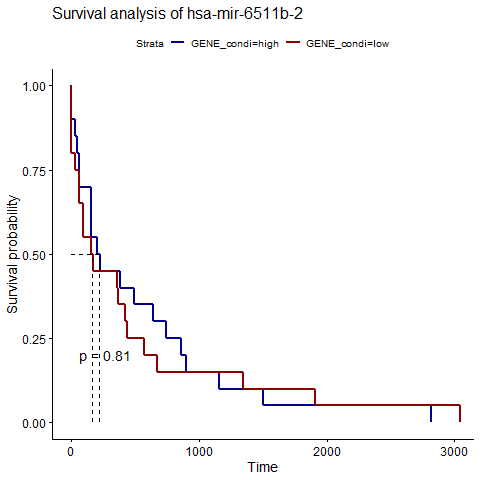 Survival analysis of hsa-mir-6511b-2
Strata GENE_condi=high GENE_condi=low
1.00
0.75
0.50
0.25
0.00
Survival probability
p = 0.81
0 1000 2000 3000
Time